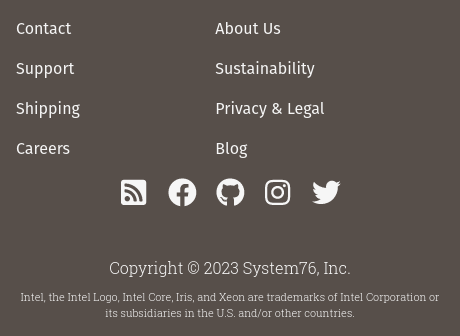 Contact
About Us
Support
Sustainability
Shipping
Privacy & Legal
Careers
Blog
Copyright © 2023 System76, Inc.
Intel, the Intel Logo, Intel Core, Iris, and Xeon are trademarks of Intel Corporation or
its subsidiaries in the U.S. and/or other countries.